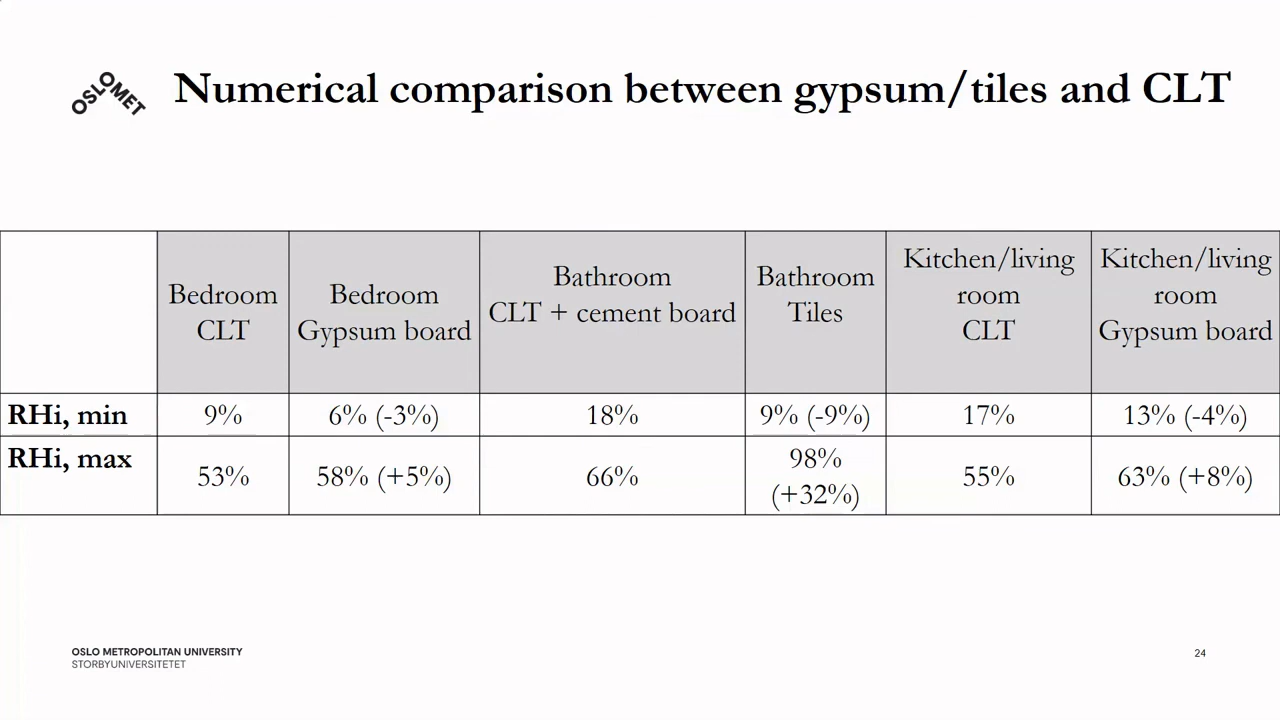 OSLOMET
Numerical comparison between gypsum/tiles and CLT
Bedroom
CLT
Bedroom
Gypsum board
Bathroom
CLT + cement board
Bathroom
Tiles
Kitchen/living
room
CLT
Kitchen/living
room
Gypsum board
RHi, min
9%
6% (-3%)
18%
9% (-9%)
17%
13% (-4%)
RHi, max
53%
58% (+5%)
66%
98%
(+32%)
55%
63% (+8%)
OSLO METROPOLITAN UNIVERSITY
STORBYUNIVERSITETET
24